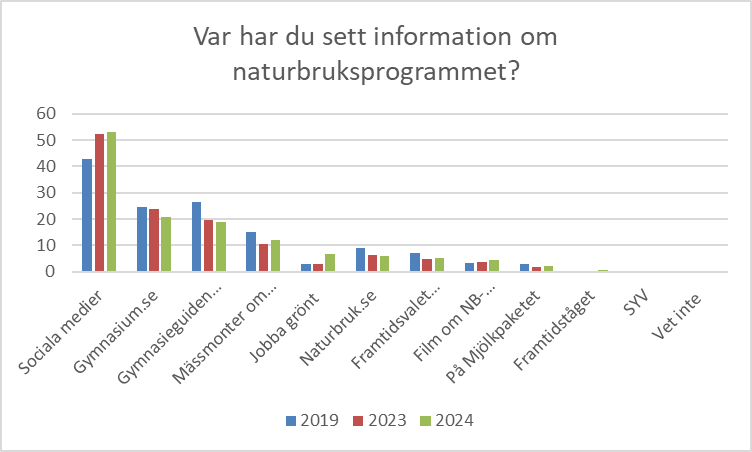 Var har du sett information om
naturbruksprogrammet?
60
50
40
30
20
10
0
Sociala medier
Gymnasium.se
Gymnasieguiden...
Mässmonter om...
Jobba grönt
Naturbruk.se
Framtidsvalet...
Film om NB-...
På Mjölkpaketet
Framtidståget
SYV
Vet inte
2019 2023 2024